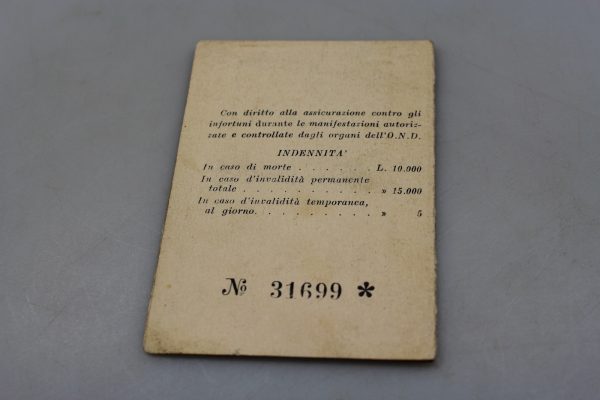 Con diritto alla assicurazione contro gli
infortuni durante le manifestazioni autoriz-
zate e controllate dagli organi dell'O.N.D.
INDENNITA'
In caso di morte . . . . . . L. 10.000
In caso d'invalidità permanente
totale . . . . . . . . . . » 15.000
In caso d'invalidità temporanea,
al giorno. . . . . . . . . » 5
№ 31699 *